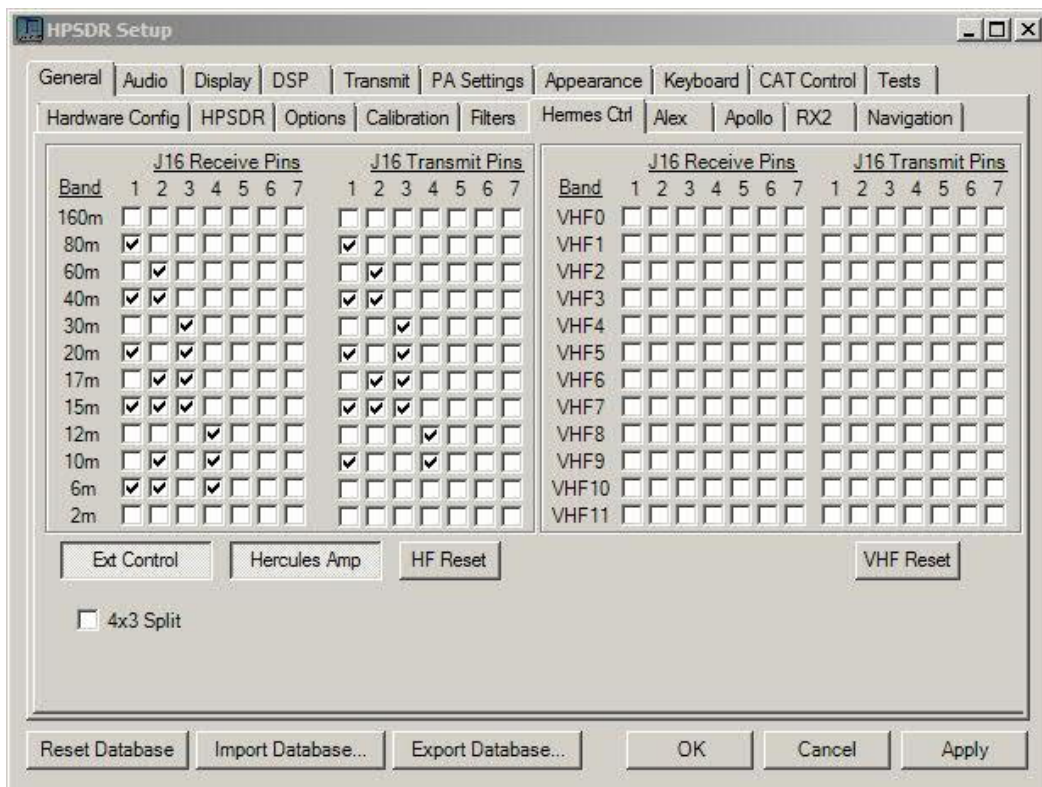 HPSDR Setup
General Audio Display DSP Transmit PA Settings Appearance Keyboard CAT Control Tests
Hardware Config HPSDR Options Calibration Filters Hermes Ctrl Alex Apollo RX2 Navigation
J16 Receive Pins J16 Transmit Pins J16 Receive Pins J16 Transmit Pins
Band 1 2 3 4 5 6 7 1 2 3 4 5 6 7 Band 1 2 3 4 5 6 7 1 2 3 4 5 6 7
160m VHF0
80m VHF1
60m VHF2
40m VHF3
30m VHF4
20m VHF5
17m VHF6
15m VHF7
12m VHF8
10m VHF9
6m VHF10
2m VHF11
Ext Control Hercules Amp HF Reset VHF Reset
4x3 Split
Reset Database Import Database... Export Database... OK Cancel Apply